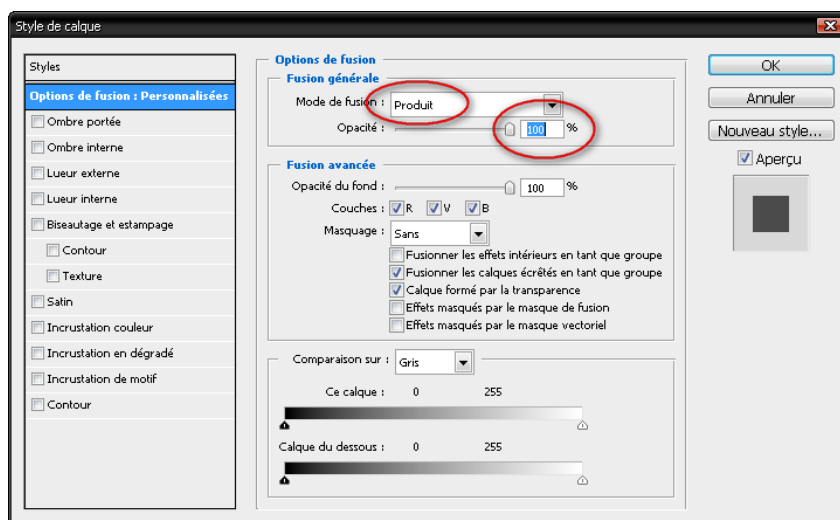 Style de calque
Styles
Options de fusion : Personnalisées
Ombre portée
Ombre interne
Lueur externe
Lueur interne
Biseautage et estampage
Contour
Texture
Satin
Incrustation couleur
Incrustation en dégradé
Incrustation de motif
Contour
Options de fusion
Fusion générale
Mode de fusion : Produit
Opacité : 100 %
Fusion avancée
Opacité du fond : 100 %
Couches : R V B
Masquage : Sans
Fusionner les effets intérieurs en tant que groupe
Fusionner les calques écrêtés en tant que groupe
Calque formé par la transparence
Effets masqués par le masque de fusion
Effets masqués par le masque vectoriel
Comparaison sur : Gris
Ce calque : 0 255
Calque du dessous : 0 255
OK
Annuler
Nouveau style...
Aperçu